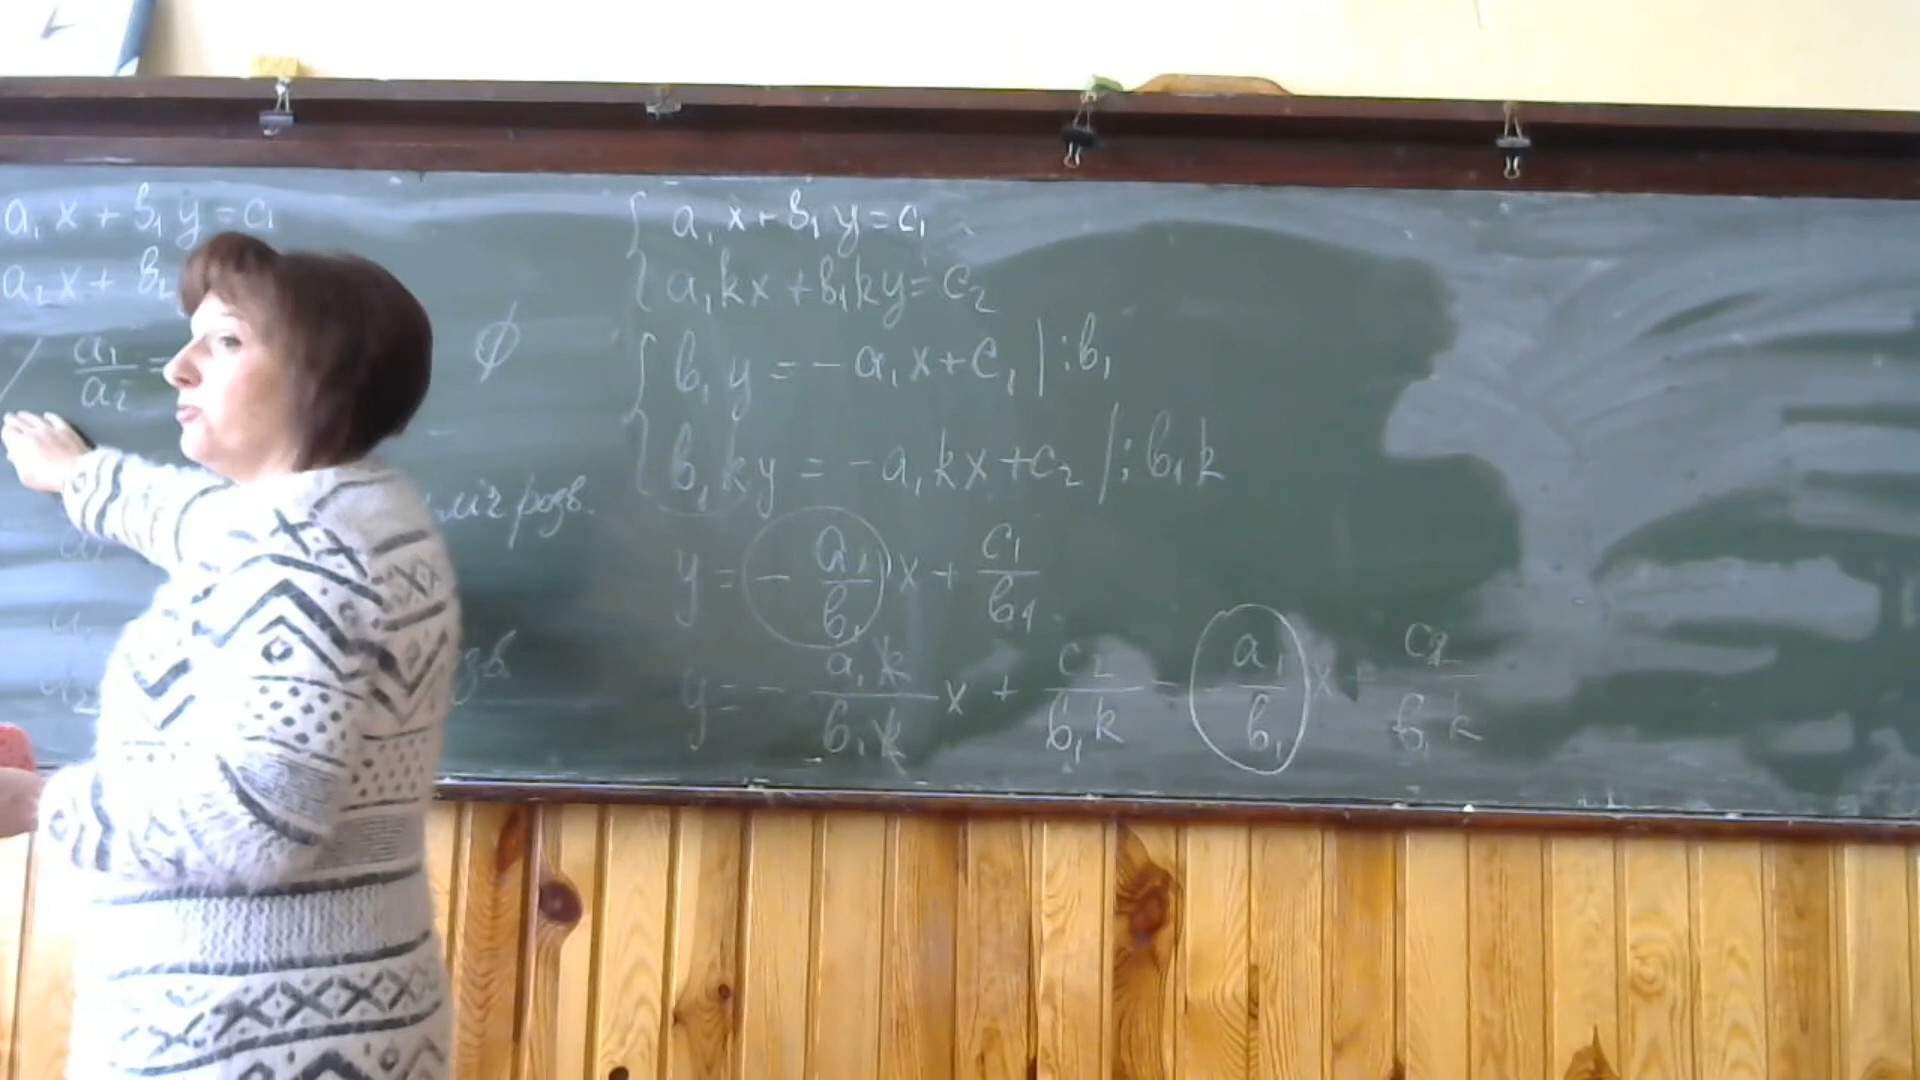 a₁x + b₁y = c₁
a₂x + b₂
a₁/a₂ =
∅
розв.
{ a₁x + b₁y = c₁
{ a₁kx + b₁ky = c₂
{ b₁y = -a₁x + c₁ | :b₁
{ b₁ky = -a₁kx + c₂ | :b₁k
y = - a₁/b₁ x + c₁/b₁
y = - a₁k/b₁k x + c₂/b₁k = - a₁/b₁ x + c₂/b₁k